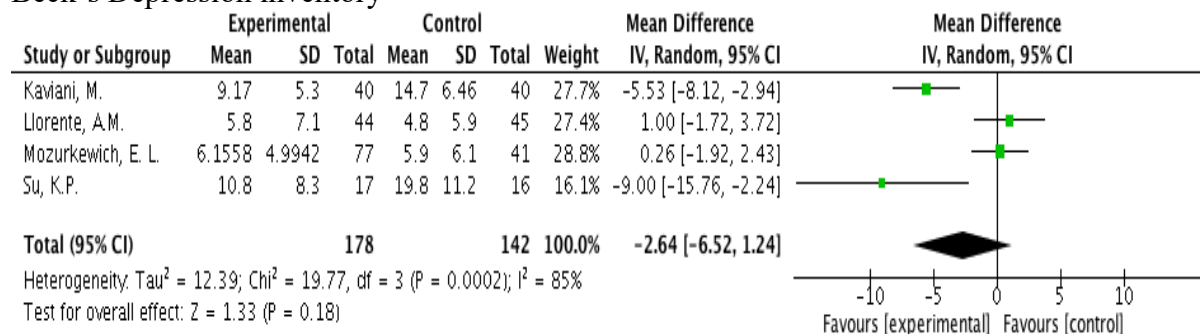 Beck's Depression inventory
Experimental Control Mean Difference Mean Difference
Study or Subgroup Mean SD Total Mean SD Total Weight IV, Random, 95% CI IV, Random, 95% CI
Kaviani, M. 9.17 5.3 40 14.7 6.46 40 27.7% -5.53 [-8.12, -2.94]
Llorente, A.M. 5.8 7.1 44 4.8 5.9 45 27.4% 1.00 [-1.72, 3.72]
Mozurkewich, E. L. 6.1558 4.9942 77 5.9 6.1 41 28.8% 0.26 [-1.92, 2.43]
Su, K.P. 10.8 8.3 17 19.8 11.2 16 16.1% -9.00 [-15.76, -2.24]
Total (95% CI) 178 142 100.0% -2.64 [-6.52, 1.24]
Heterogeneity: Tau² = 12.39; Chi² = 19.77, df = 3 (P = 0.0002); I² = 85%
Test for overall effect: Z = 1.33 (P = 0.18)
-10 -5 0 5 10
Favours [experimental] Favours [control]